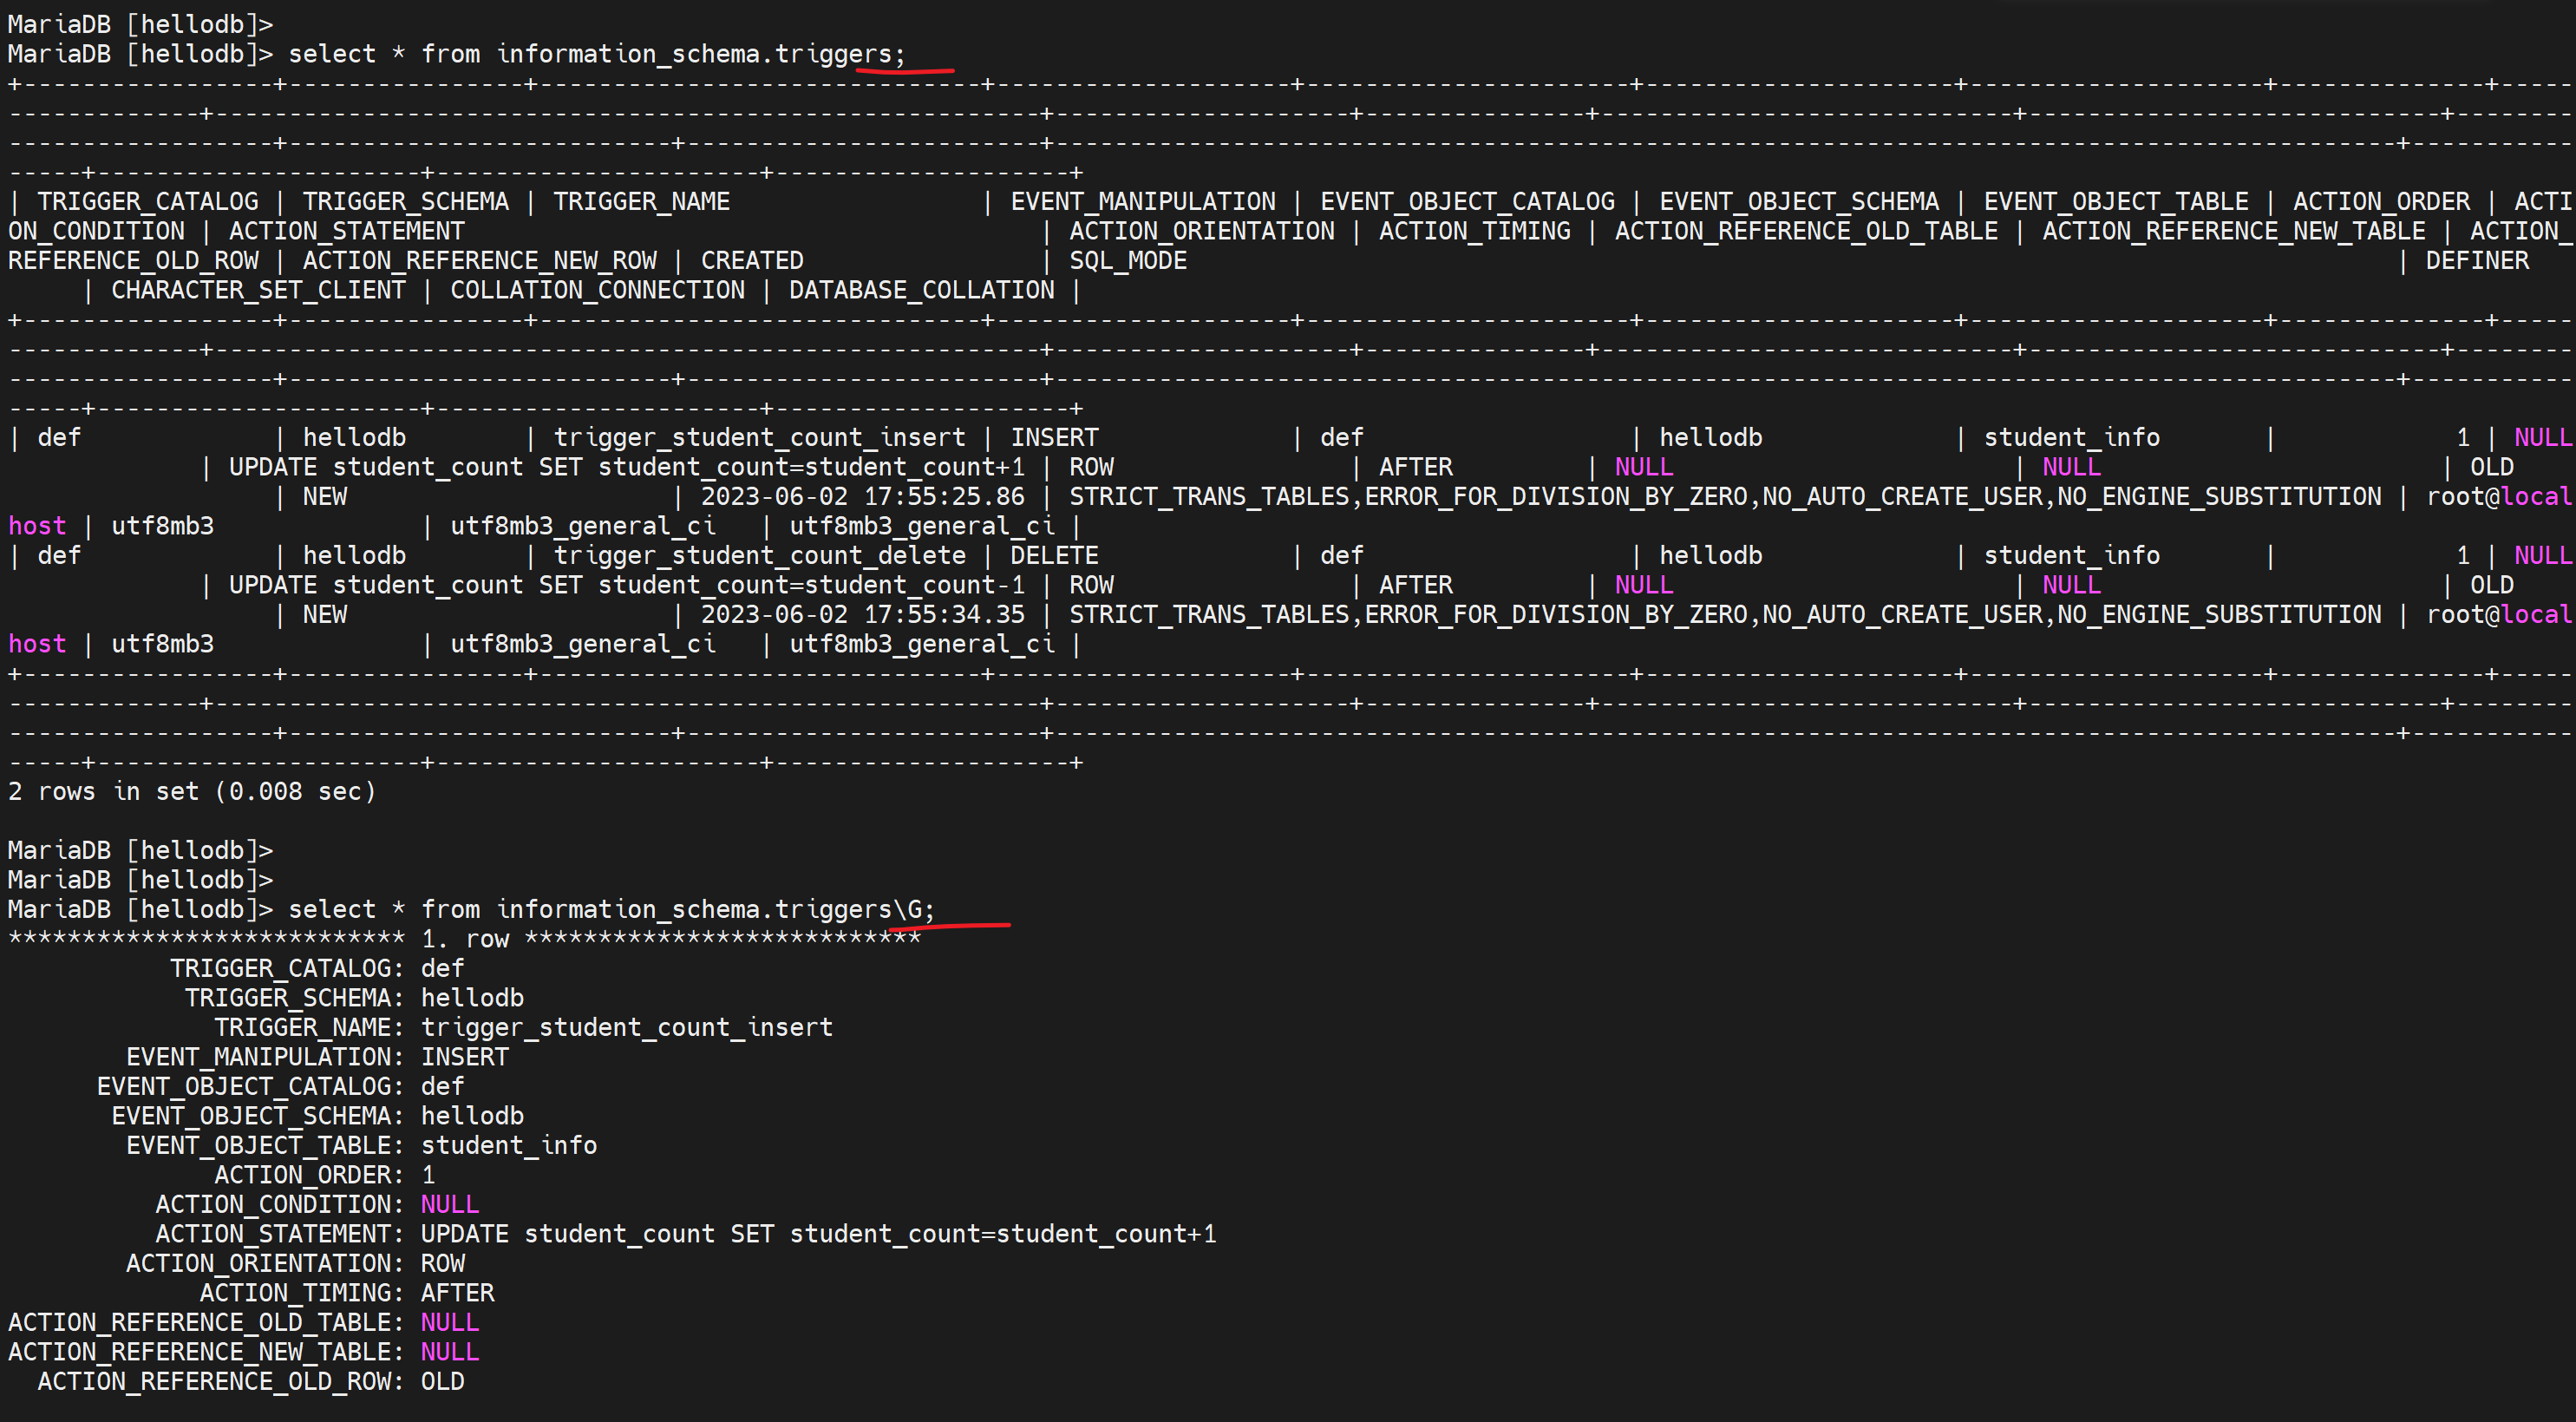 MariaDB [hellodb]>
MariaDB [hellodb]> select * from information_schema.triggers;
+-----------------+----------------+------------------------------+--------------------+----------------------+---------------------+--------------------+--------------+-----
-------------+--------------------------------------------------------+--------------------+---------------+----------------------------+----------------------------+--------
------------------+--------------------------+------------------------+-------------------------------------------------------------------------------------------+-----------
-----+----------------------+----------------------+--------------------+
| TRIGGER_CATALOG | TRIGGER_SCHEMA | TRIGGER_NAME                 | EVENT_MANIPULATION | EVENT_OBJECT_CATALOG | EVENT_OBJECT_SCHEMA | EVENT_OBJECT_TABLE | ACTION_ORDER | ACTI
ON_CONDITION | ACTION_STATEMENT                                       | ACTION_ORIENTATION | ACTION_TIMING | ACTION_REFERENCE_OLD_TABLE | ACTION_REFERENCE_NEW_TABLE | ACTION_
REFERENCE_OLD_ROW | ACTION_REFERENCE_NEW_ROW | CREATED                | SQL_MODE                                                                                  | DEFINER
     | CHARACTER_SET_CLIENT | COLLATION_CONNECTION | DATABASE_COLLATION |
+-----------------+----------------+------------------------------+--------------------+----------------------+---------------------+--------------------+--------------+-----
-------------+--------------------------------------------------------+--------------------+---------------+----------------------------+----------------------------+--------
------------------+--------------------------+------------------------+-------------------------------------------------------------------------------------------+-----------
-----+----------------------+----------------------+--------------------+
| def             | hellodb        | trigger_student_count_insert | INSERT             | def                  | hellodb             | student_info       |            1 | NULL
             | UPDATE student_count SET student_count=student_count+1 | ROW                | AFTER         | NULL                       | NULL                       | OLD
                  | NEW                      | 2023-06-02 17:55:25.86 | STRICT_TRANS_TABLES,ERROR_FOR_DIVISION_BY_ZERO,NO_AUTO_CREATE_USER,NO_ENGINE_SUBSTITUTION | root@local
host | utf8mb3              | utf8mb3_general_ci   | utf8mb3_general_ci |
| def             | hellodb        | trigger_student_count_delete | DELETE             | def                  | hellodb             | student_info       |            1 | NULL
             | UPDATE student_count SET student_count=student_count-1 | ROW                | AFTER         | NULL                       | NULL                       | OLD
                  | NEW                      | 2023-06-02 17:55:34.35 | STRICT_TRANS_TABLES,ERROR_FOR_DIVISION_BY_ZERO,NO_AUTO_CREATE_USER,NO_ENGINE_SUBSTITUTION | root@local
host | utf8mb3              | utf8mb3_general_ci   | utf8mb3_general_ci |
+-----------------+----------------+------------------------------+--------------------+----------------------+---------------------+--------------------+--------------+-----
-------------+--------------------------------------------------------+--------------------+---------------+----------------------------+----------------------------+--------
------------------+--------------------------+------------------------+-------------------------------------------------------------------------------------------+-----------
-----+----------------------+----------------------+--------------------+
2 rows in set (0.008 sec)

MariaDB [hellodb]>
MariaDB [hellodb]>
MariaDB [hellodb]> select * from information_schema.triggers\G;
*************************** 1. row ***************************
           TRIGGER_CATALOG: def
            TRIGGER_SCHEMA: hellodb
              TRIGGER_NAME: trigger_student_count_insert
        EVENT_MANIPULATION: INSERT
      EVENT_OBJECT_CATALOG: def
       EVENT_OBJECT_SCHEMA: hellodb
        EVENT_OBJECT_TABLE: student_info
              ACTION_ORDER: 1
          ACTION_CONDITION: NULL
          ACTION_STATEMENT: UPDATE student_count SET student_count=student_count+1
        ACTION_ORIENTATION: ROW
             ACTION_TIMING: AFTER
ACTION_REFERENCE_OLD_TABLE: NULL
ACTION_REFERENCE_NEW_TABLE: NULL
  ACTION_REFERENCE_OLD_ROW: OLD